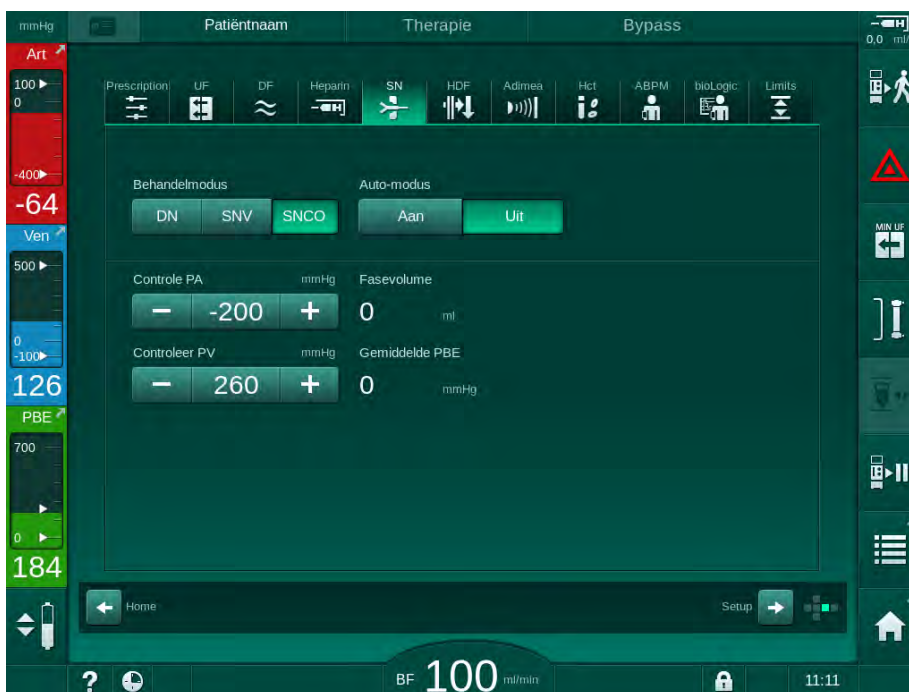 mmHg Patiëntnaam Therapie Bypass
0,0 ml/
Art
100
0
-400
-64
Ven
500
0
-100
126
PBE
700
0
184
Prescription UF DF Heparin SN HDF Adimea Hct ABPM bioLogic Limits
Behandelmodus Auto-modus
DN SNV SNCO Aan Uit
Controle PA mmHg Fasevolume
− -200 + 0 ml
Controleer PV mmHg Gemiddelde PBE
− 260 + 0 mmHg
Home Setup
MIN UF
? BF 100 ml/min 11:11